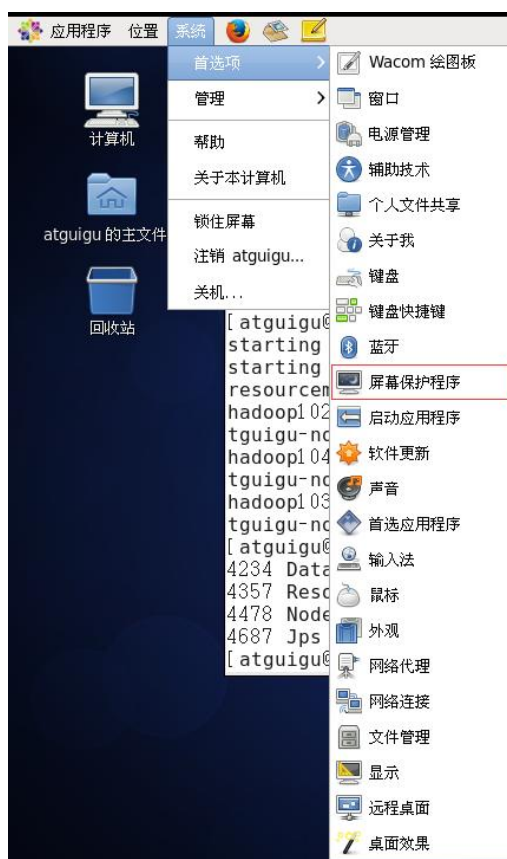 应用程序 位置 系统
首选项
管理
帮助
关于本计算机
锁住屏幕
注销 atguigu...
关机...
计算机
atguigu 的主文件
回收站
Wacom 绘图板
窗口
电源管理
辅助技术
个人文件共享
关于我
键盘
键盘快捷键
蓝牙
屏幕保护程序
启动应用程序
软件更新
声音
首选应用程序
输入法
鼠标
外观
网络代理
网络连接
文件管理
显示
远程桌面
桌面效果
[atguigu@
starting
starting
resourcem
hadoop102
tguigu-no
hadoop104
tguigu-no
hadoop103
tguigu-no
[atguigu@
4234 Data
4357 Reso
4478 Node
4687 Jps
[atguigu@